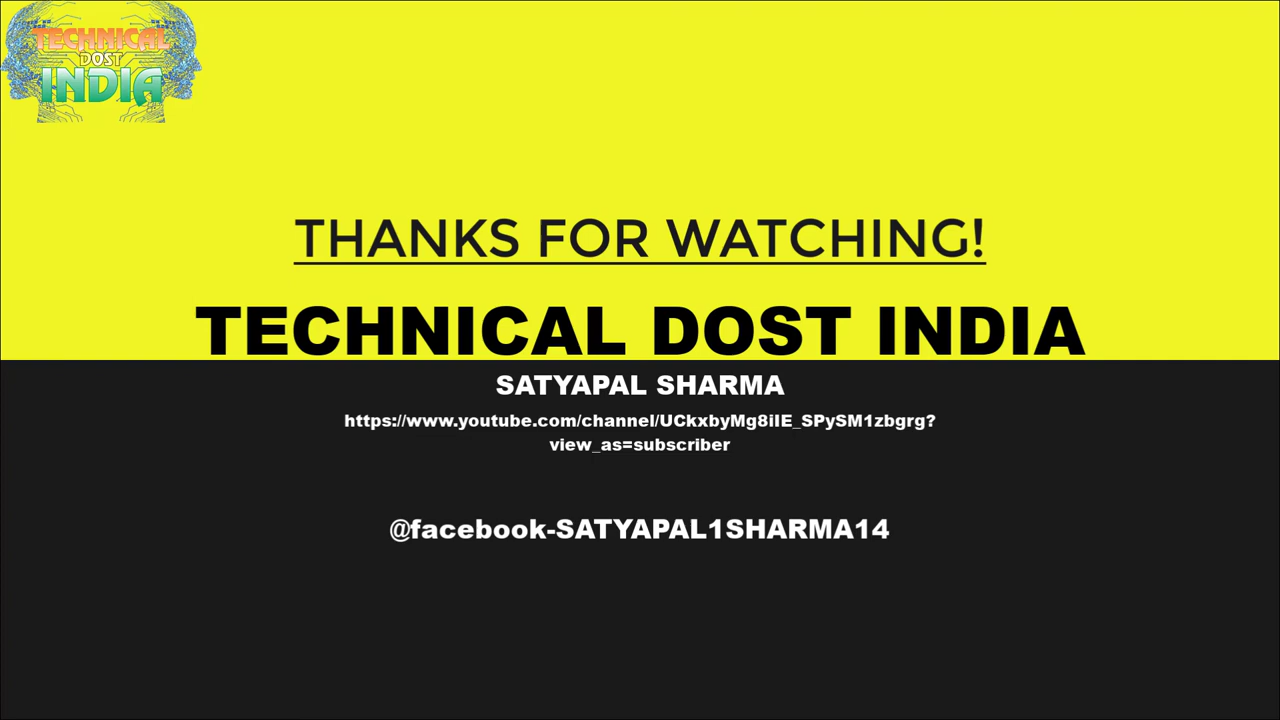 TECHNICAL
DOST
INDIA
THANKS FOR WATCHING!
TECHNICAL DOST INDIA
SATYAPAL SHARMA
https://www.youtube.com/channel/UCkxbyMg8iIE_SPySM1zbgrg?
view_as=subscriber
@facebook-SATYAPAL1SHARMA14